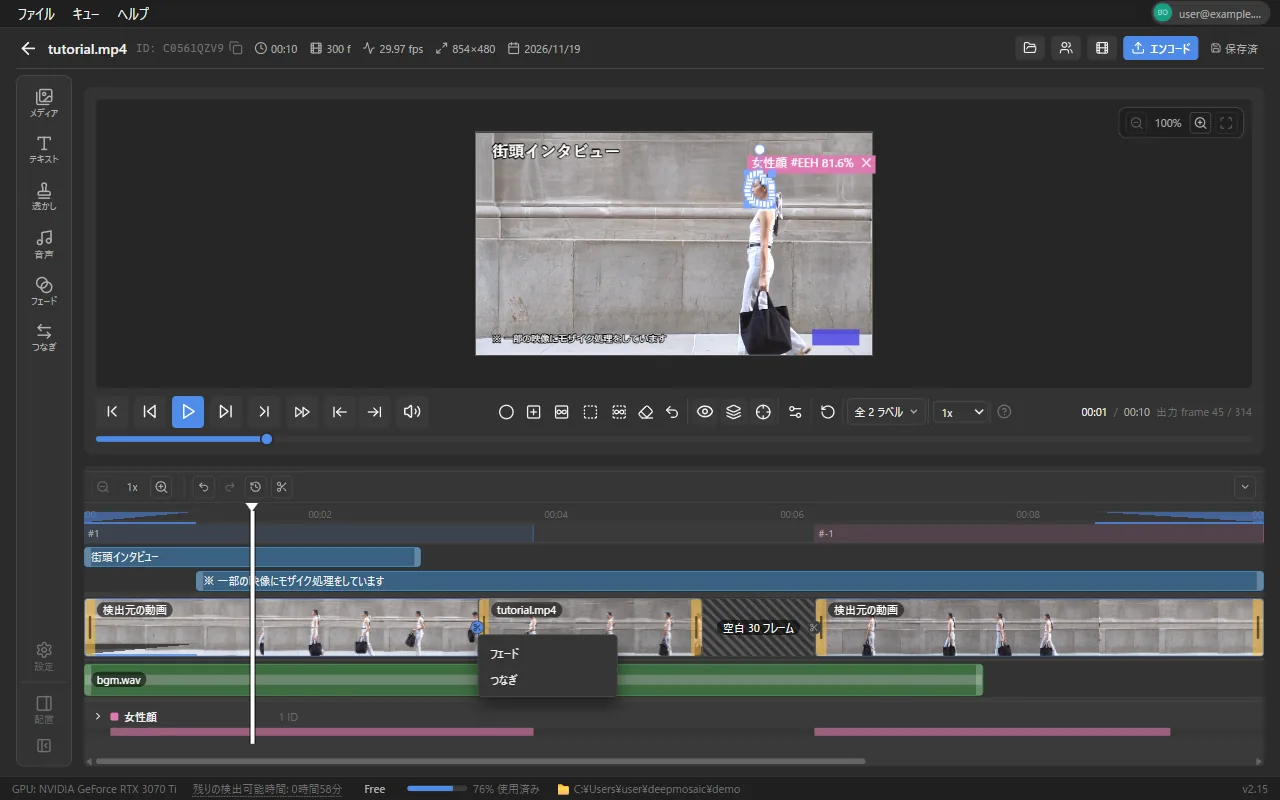 ファイル キュー ヘルプ
BO user@example....
tutorial.mp4 ID: C0561QZV9 00:10 300 f 29.97 fps 854×480 2026/11/19
エンコード 保存済
メディア
テキスト
透かし
音声
フェード
つなぎ
設定
配置
100%
街頭インタビュー
女性顔 #EEH 81.6%
※ 一部の映像にモザイク処理をしています
全 2 ラベル 1x 00:01 / 00:10 出力 frame 45 / 314
1x
00 00:02 00:04 00:06 00:08
#1 #-1
街頭インタビュー
※ 一部の映像にモザイク処理をしています
検出元の動画 tutorial.mp4 空白 30 フレーム 検出元の動画
フェード
つなぎ
bgm.wav
女性顔 1 ID
GPU: NVIDIA GeForce RTX 3070 Ti 残りの検出可能時間: 0時間58分 Free 76% 使用済み C:¥Users¥user¥deepmosaic¥demo v2.15